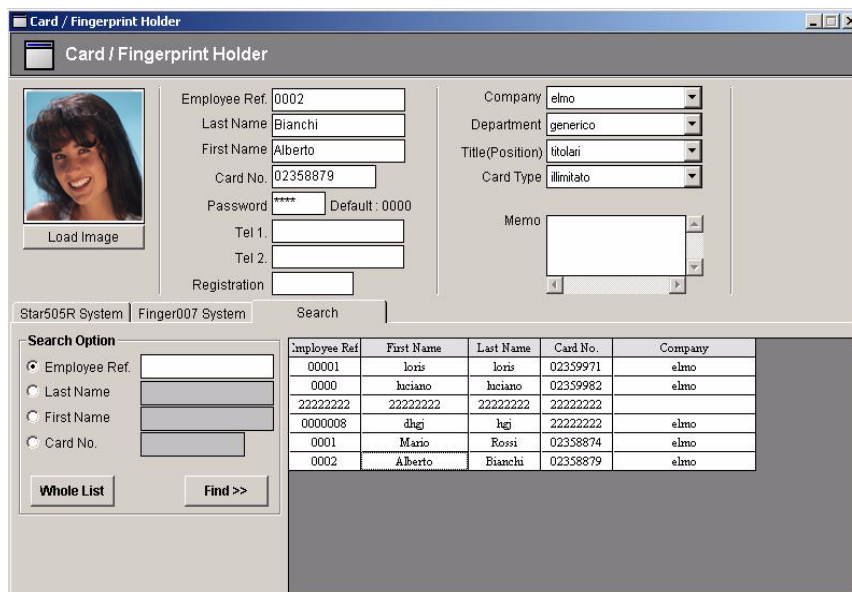 Card / Fingerprint Holder
Card / Fingerprint Holder
Load Image
Employee Ref. 0002
Last Name Bianchi
First Name Alberto
Card No. 02358879
Password **** Default : 0000
Tel 1.
Tel 2.
Registration
Company elmo
Department generico
Title(Position) titolari
Card Type illimitato
Memo
Star505R System Finger007 System Search
Search Option
Employee Ref.
Last Name
First Name
Card No.
Whole List Find >>
Employee Ref First Name Last Name Card No. Company
00001 loris loris 02359971 elmo
0000 luciano luciano 02359982 elmo
22222222 22222222 22222222 22222222
0000008 dhgj hgj 22222222 elmo
0001 Mario Rossi 02358874 elmo
0002 Alberto Bianchi 02358879 elmo